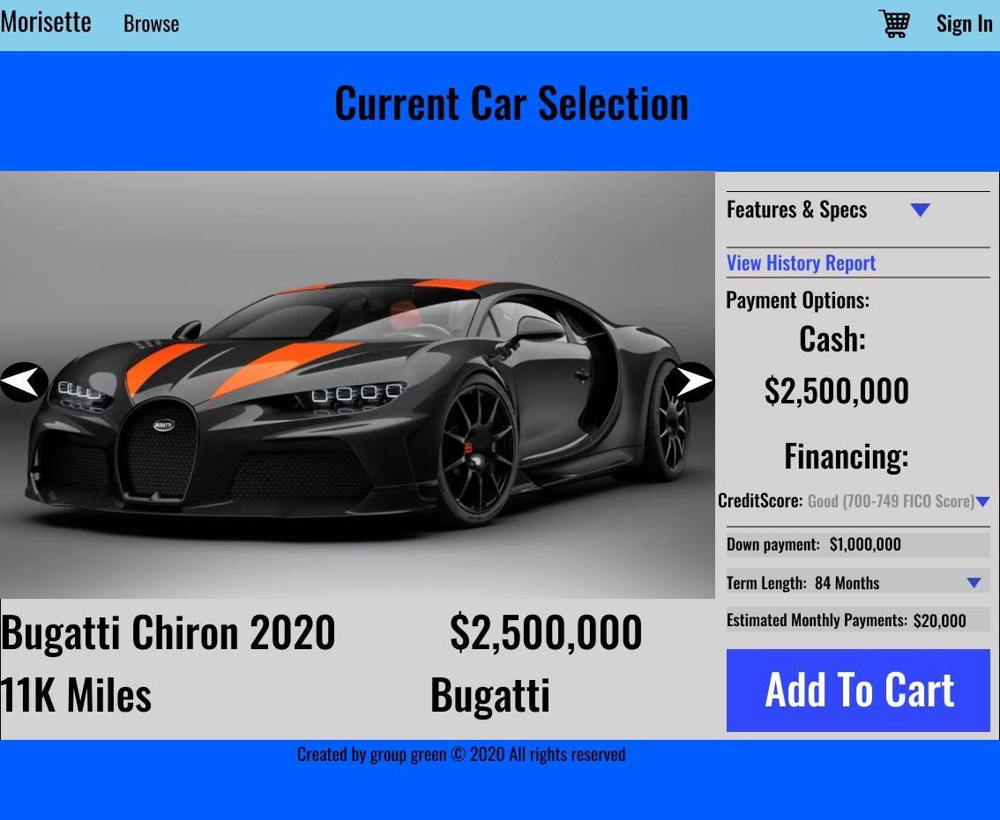 Morisette Browse Sign In
Current Car Selection
Features & Specs
View History Report
Payment Options:
Cash:
$2,500,000
Financing:
CreditScore: Good (700-749 FICO Score)
Down payment: $1,000,000
Term Length: 84 Months
Estimated Monthly Payments: $20,000
Add To Cart
BUGATTI
Bugatti Chiron 2020 $2,500,000
11K Miles Bugatti
Created by group green © 2020 All rights reserved